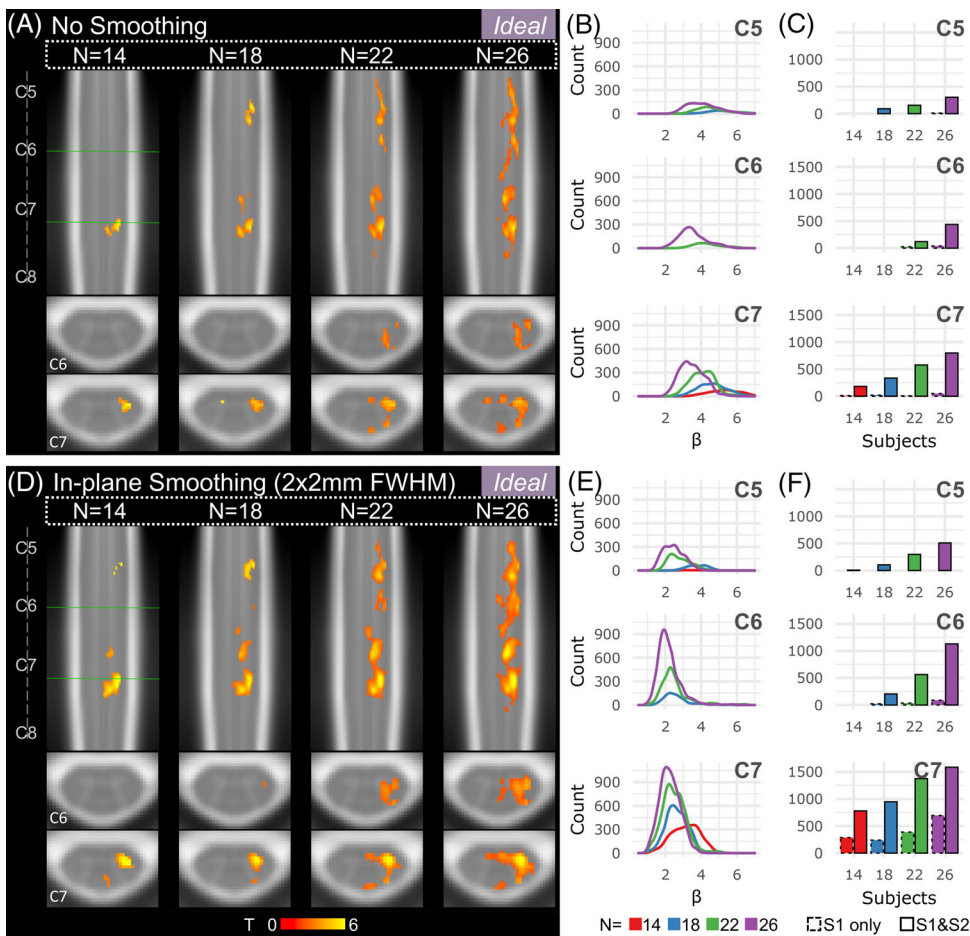 (A) No Smoothing Ideal
N=14 N=18 N=22 N=26
C5
C6
C7
C8
C6
C7
(B) C5
Count
900
600
300
0
2 4 6
C6
Count
900
600
300
0
2 4 6
C7
Count
900
600
300
0
2 4 6
β
(C) C5
1000
500
0
14 18 22 26
C6
1000
500
0
14 18 22 26
C7
1500
1000
500
0
14 18 22 26
Subjects
(D) In-plane Smoothing (2x2mm FWHM) Ideal
N=14 N=18 N=22 N=26
C5
C6
C7
C8
C6
C7
T 0 6
(E) C5
Count
900
600
300
0
2 4 6
C6
Count
900
600
300
0
2 4 6
C7
Count
900
600
300
0
2 4 6
β
(F) C5
1000
500
0
14 18 22 26
C6
1000
500
0
14 18 22 26
C7
1500
1000
500
0
14 18 22 26
Subjects
N= 14 18 22 26 S1 only S1&S2